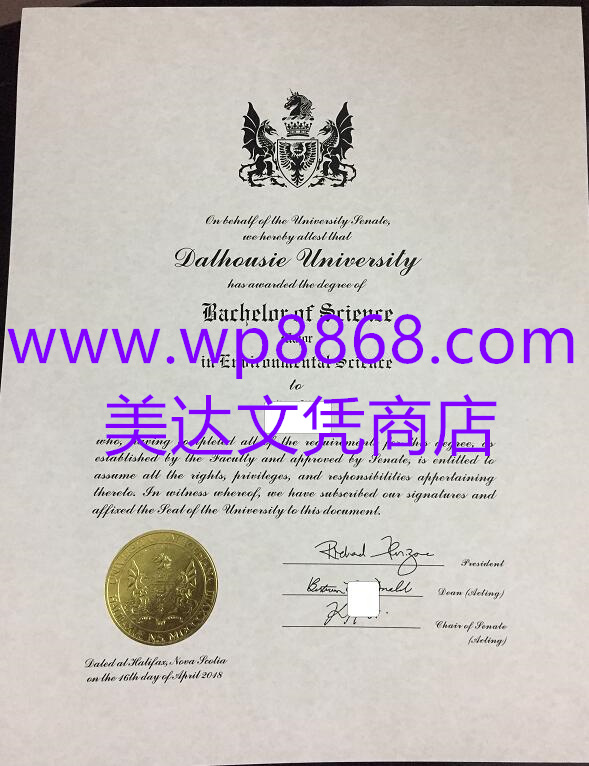 On behalf of the University Senate,
we hereby attest that
Dalhousie University
has awarded the degree of
Bachelor of Science
www.wp8868.com
in Environmental Science
to
美达文凭商店
who, having completed all of the requirements for this degree, as
established by the Faculty and approved by Senate, is entitled to
assume all the rights, privileges, and responsibilities appertaining
thereto. In witness whereof, we have subscribed our signatures and
affixed the Seal of the University to this document.
President
Dean (Acting)
Chair of Senate
(Acting)
Dated at Halifax, Nova Scotia
on the 16th day of April 2018